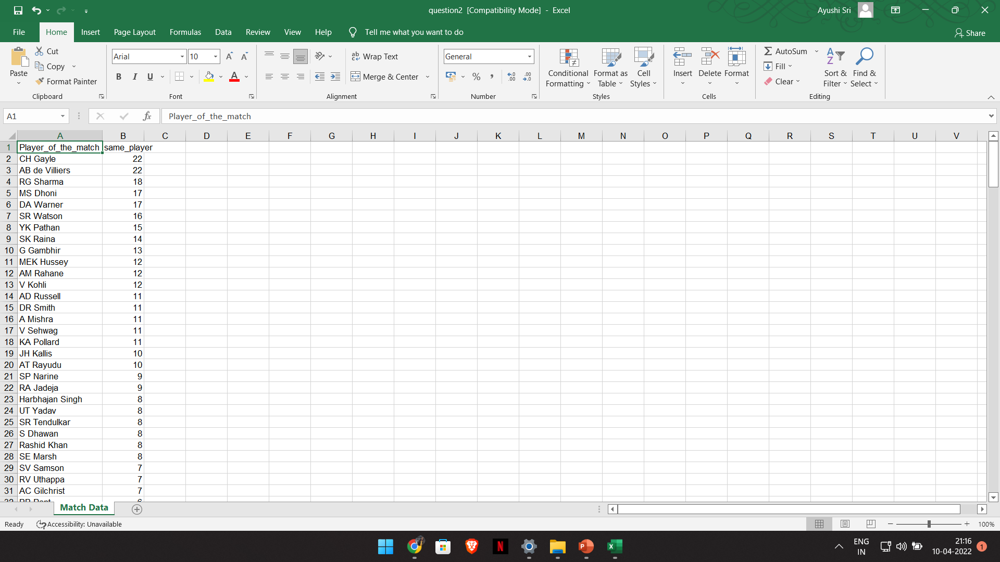 question2  [Compatibility Mode]  -  Excel
Ayushi Sri
File Home Insert Page Layout Formulas Data Review View Help Tell me what you want to do Share
Paste
Cut
Copy
Format Painter
Clipboard
Arial 10
B I U A
Font
Wrap Text
Merge & Center
Alignment
General
% ,
Number
Conditional Formatting
Format as Table
Cell Styles
Styles
Insert Delete Format
Cells
AutoSum
Fill
Clear
Sort & Filter
Find & Select
Editing
A1 fx Player_of_the_match
A B C D E F G H I J K L M N O P Q R S T U V
1 Player_of_the_match same_player
2 CH Gayle 22
3 AB de Villiers 22
4 RG Sharma 18
5 MS Dhoni 17
6 DA Warner 17
7 SR Watson 16
8 YK Pathan 15
9 SK Raina 14
10 G Gambhir 13
11 MEK Hussey 12
12 AM Rahane 12
13 V Kohli 12
14 AD Russell 11
15 DR Smith 11
16 A Mishra 11
17 V Sehwag 11
18 KA Pollard 11
19 JH Kallis 10
20 AT Rayudu 10
21 SP Narine 9
22 RA Jadeja 9
23 Harbhajan Singh 8
24 UT Yadav 8
25 SR Tendulkar 8
26 S Dhawan 8
27 Rashid Khan 8
28 SE Marsh 8
29 SV Samson 7
30 RV Uthappa 7
31 AC Gilchrist 7
Match Data
Ready Accessibility: Unavailable 100%
ENG
IN
21:16
10-04-2022
1